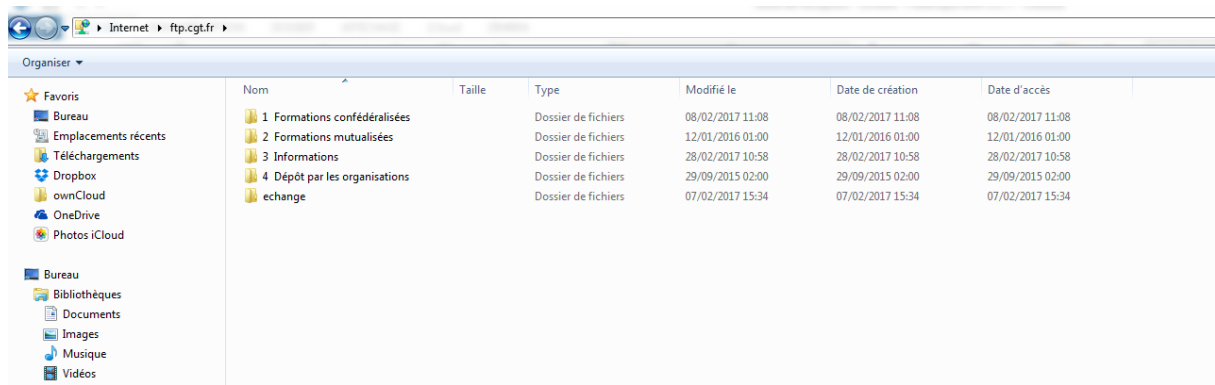 Internet ▸ ftp.cgt.fr ▸
Organiser
Nom Taille Type Modifié le Date de création Date d'accès
1 Formations confédéralisées Dossier de fichiers 08/02/2017 11:08 08/02/2017 11:08 08/02/2017 11:08
2 Formations mutualisées Dossier de fichiers 12/01/2016 01:00 12/01/2016 01:00 12/01/2016 01:00
3 Informations Dossier de fichiers 28/02/2017 10:58 28/02/2017 10:58 28/02/2017 10:58
4 Dépôt par les organisations Dossier de fichiers 29/09/2015 02:00 29/09/2015 02:00 29/09/2015 02:00
echange Dossier de fichiers 07/02/2017 15:34 07/02/2017 15:34 07/02/2017 15:34
Favoris
Bureau
Emplacements récents
Téléchargements
Dropbox
ownCloud
OneDrive
Photos iCloud
Bureau
Bibliothèques
Documents
Images
Musique
Vidéos